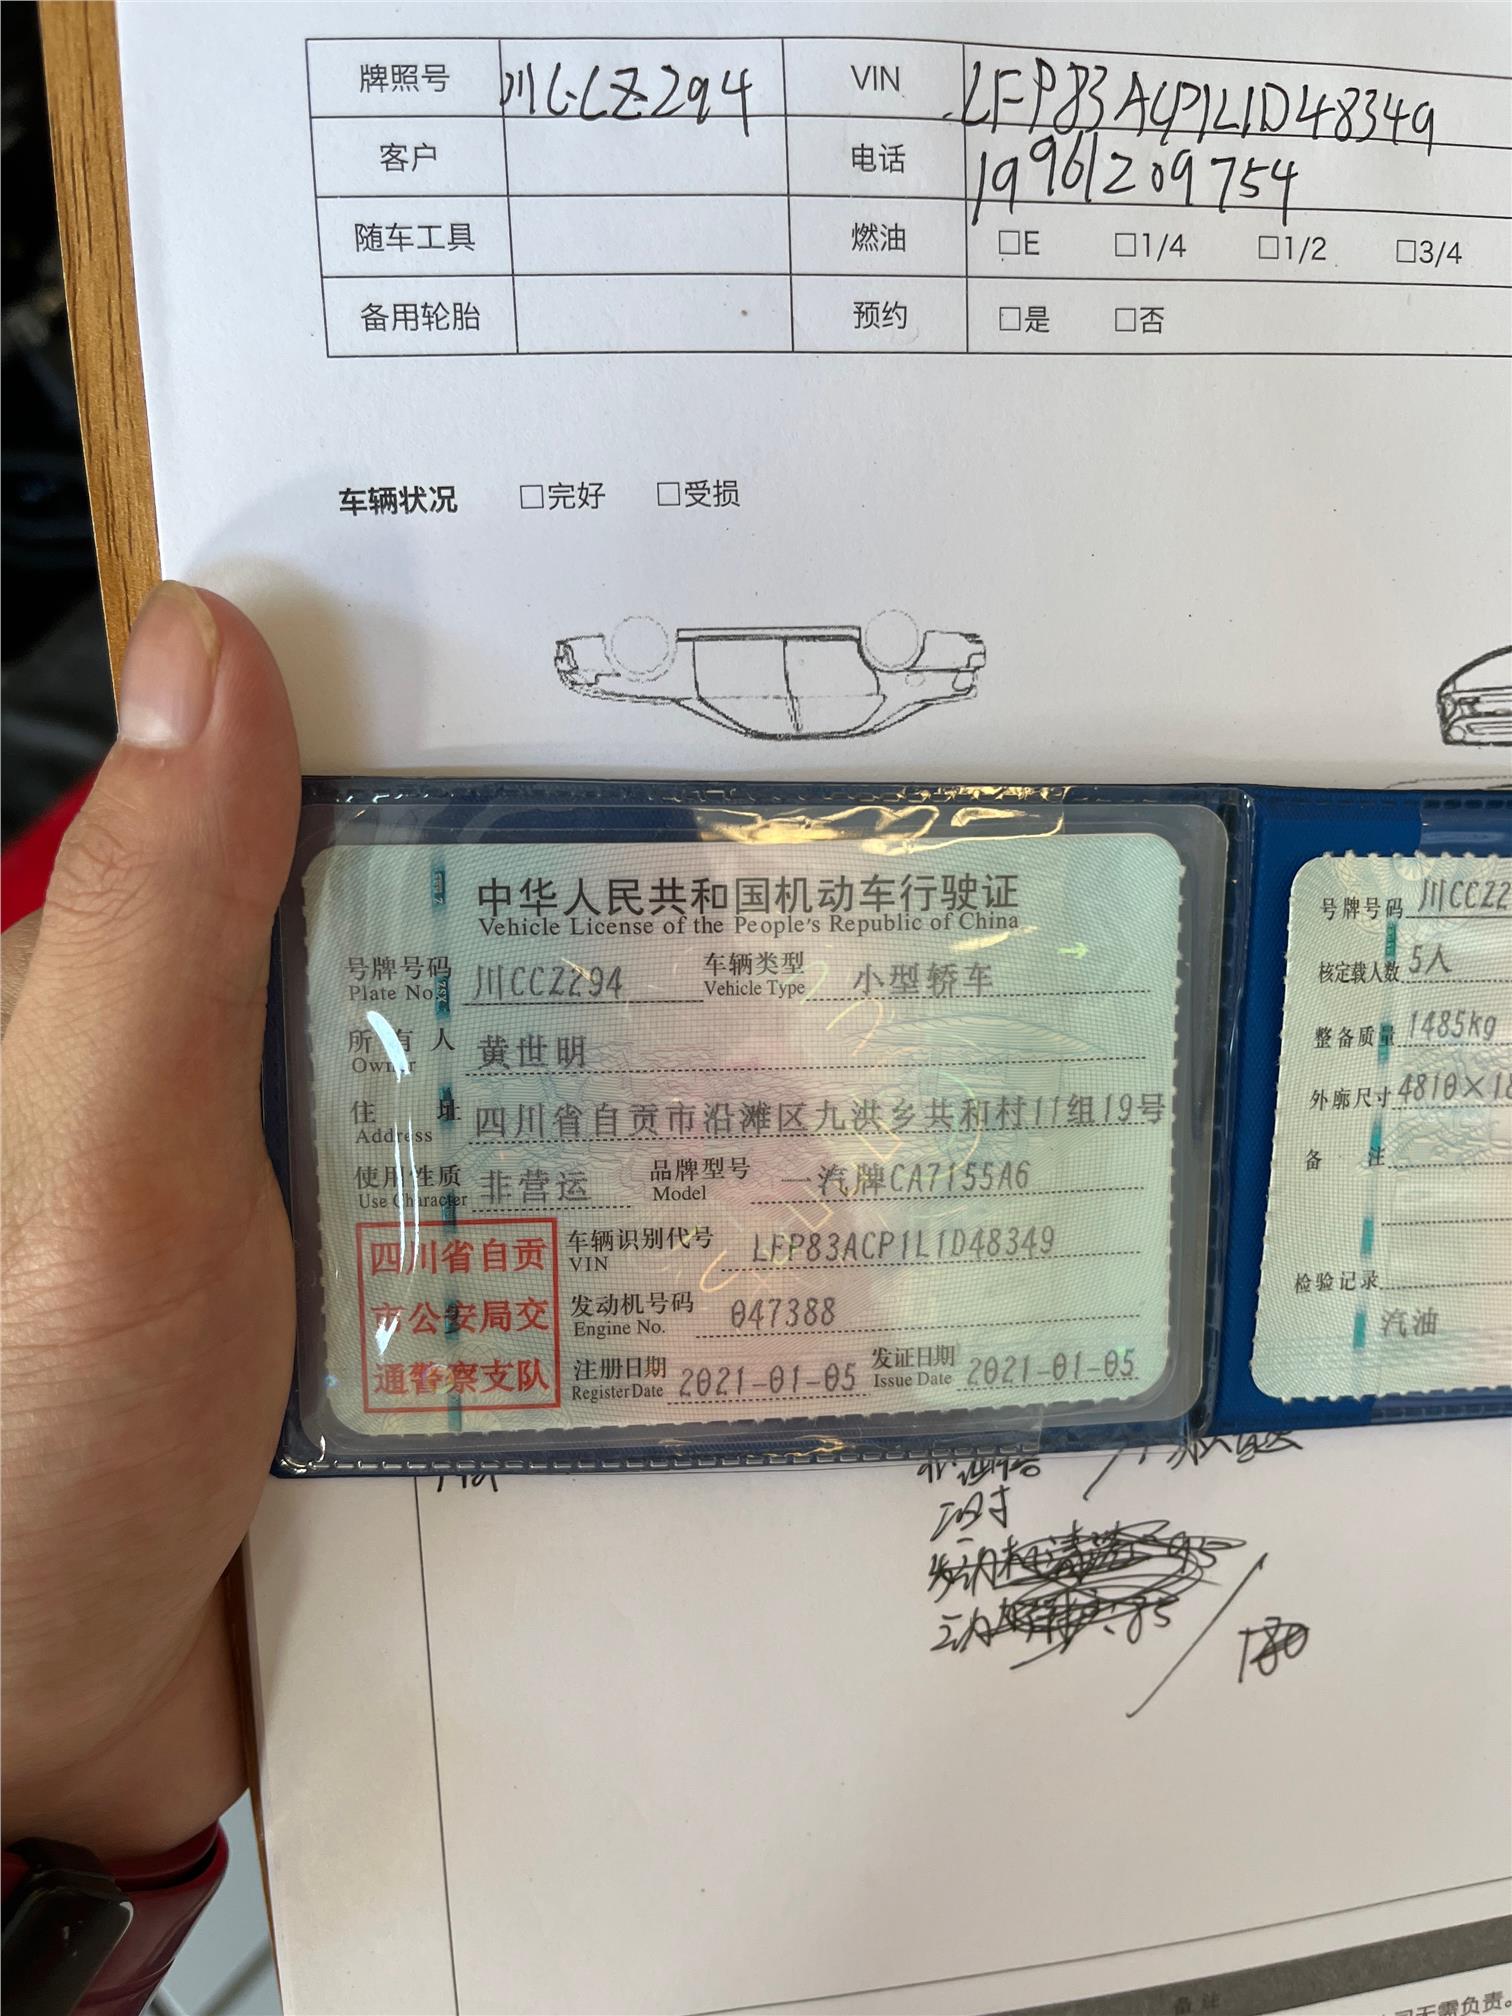 牌照号 川CCZ294 VIN LFP83ACP1L1D48349
客户 电话 19961209754
随车工具 燃油 □E □1/4 □1/2 □3/4
备用轮胎 预约 □是 □否
车辆状况 □完好 □受损
中华人民共和国机动车行驶证
Vehicle License of the People's Republic of China
号牌号码 川CCZ294 车辆类型 小型轿车
Plate No. Vehicle Type
所有人 黄世明
Owner
住址 四川省自贡市沿滩区九洪乡共和村11组19号
Address
使用性质 非营运 品牌型号 一汽牌CA7155A6
Use Character Model
车辆识别代号 LFP83ACP1L1D48349
VIN
发动机号码 047388
Engine No.
注册日期 2021-01-05 发证日期 2021-01-05
Register Date Issue Date
四川省自贡
市公安局交
通警察支队
号牌号码 川CCZ2
核定载人数 5人
整备质量 1485kg
外廓尺寸 4810×18
备注
检验记录
汽油
85
180
备注
无需负责